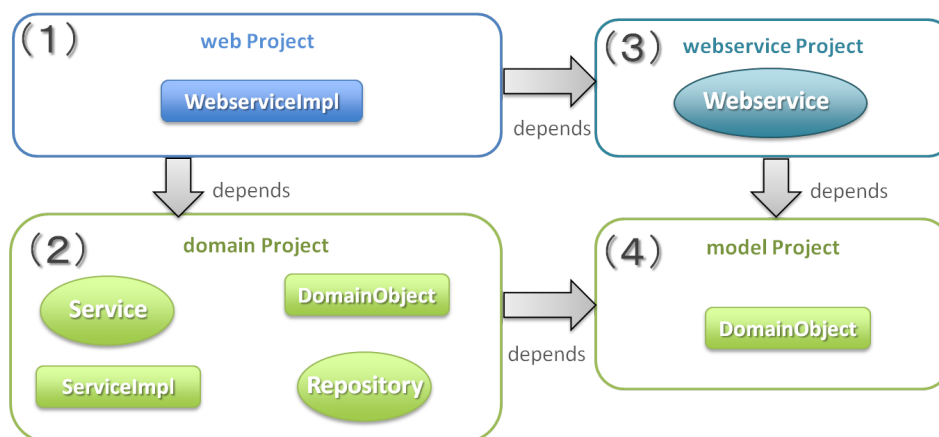 (1)
web Project
WebserviceImpl
depends
(3)
webservice Project
Webservice
depends
depends
(2)
domain Project
Service
DomainObject
ServiceImpl
Repository
depends
(4)
model Project
DomainObject